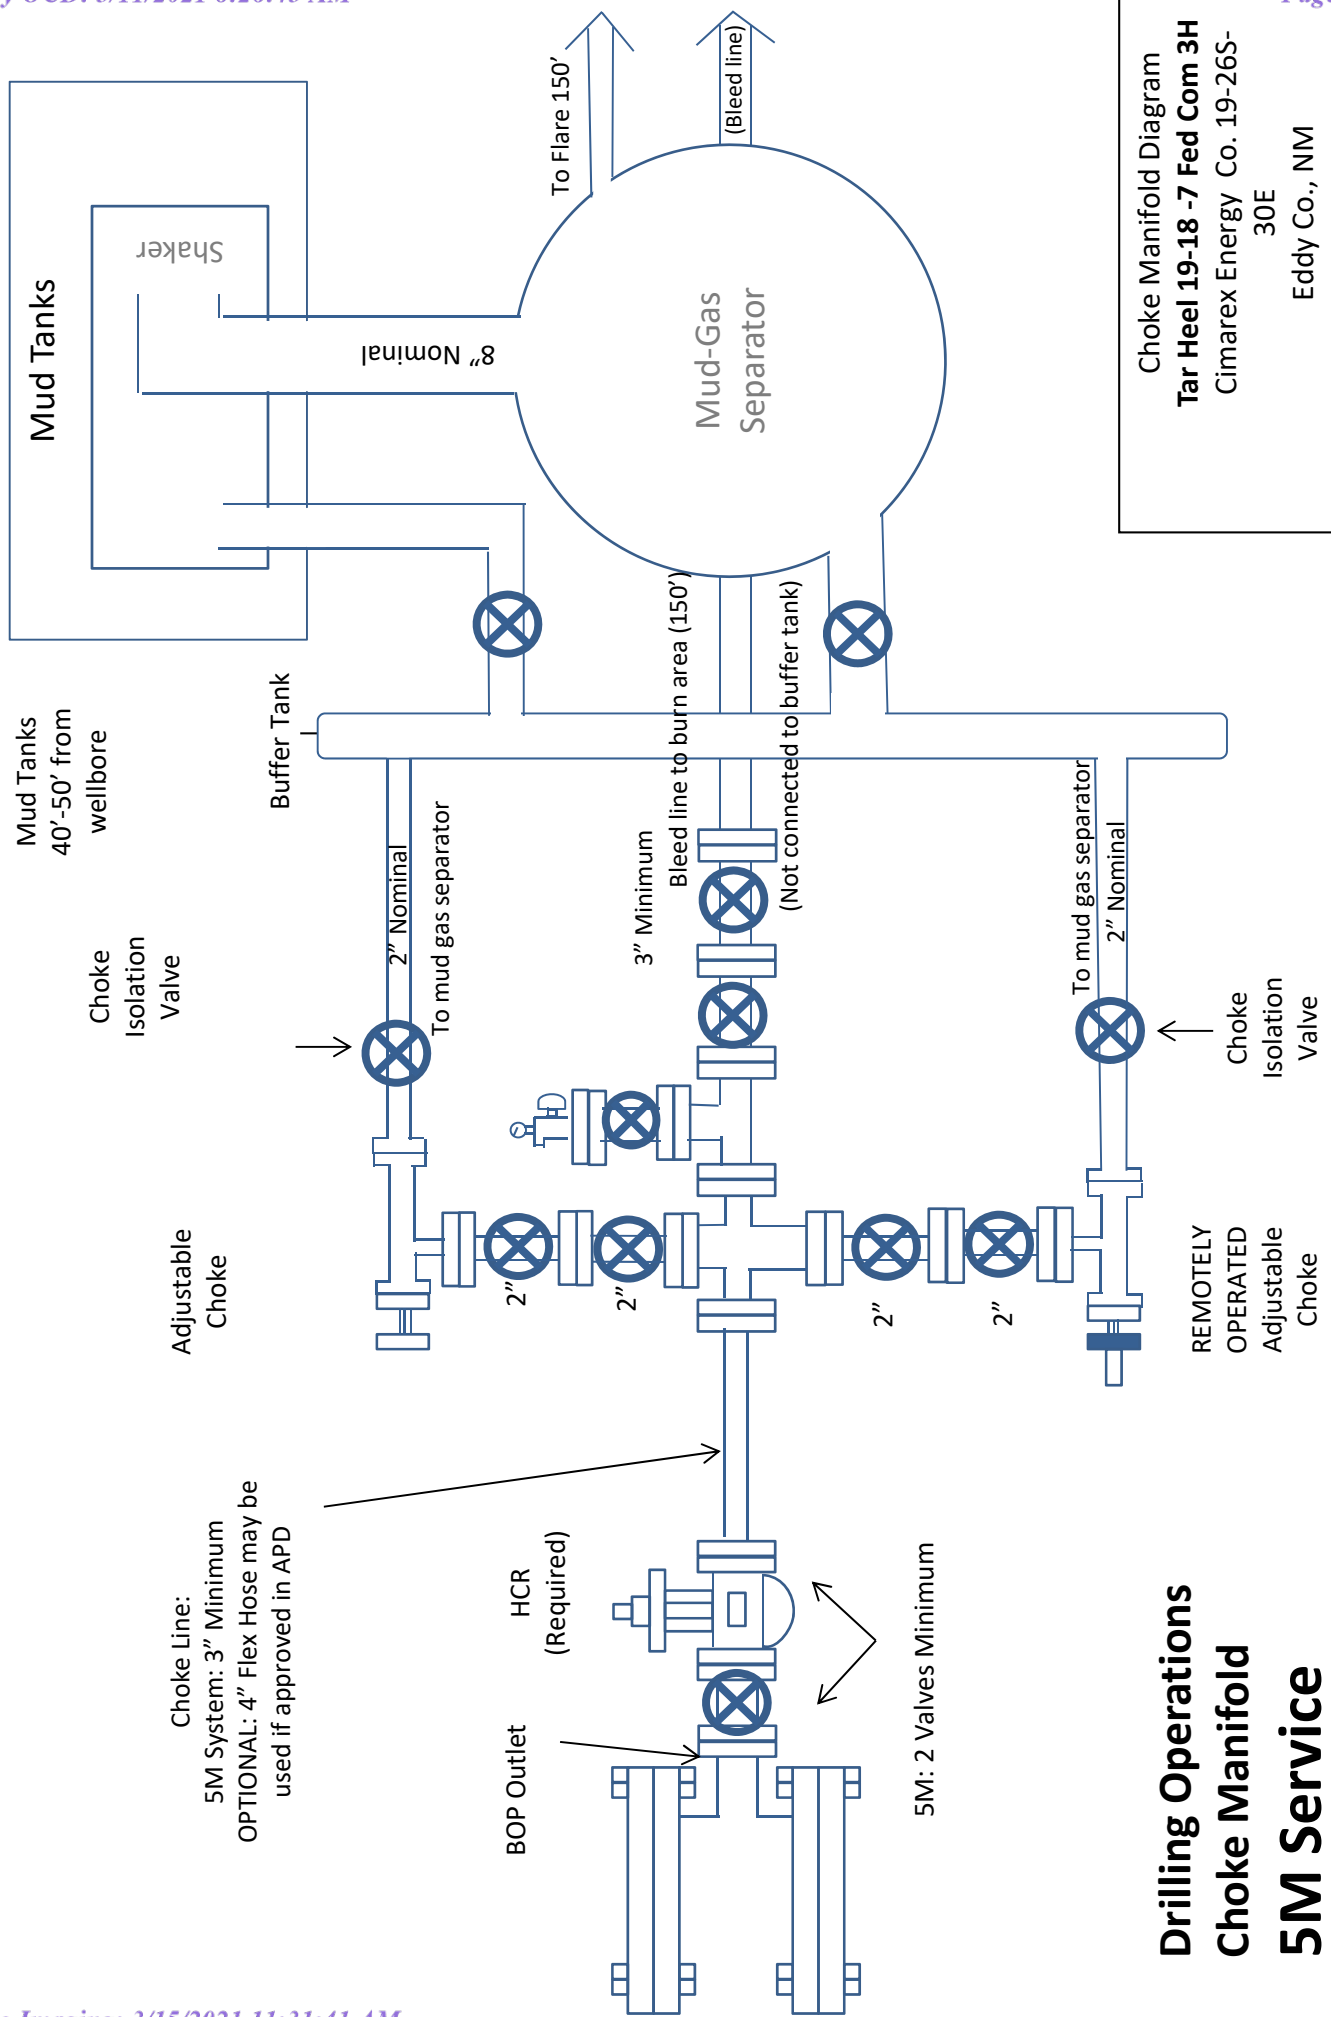 Drilling Operations
Choke Manifold
5M Service
Choke Manifold Diagram
Tar Heel 19-18 -7 Fed Com 3H
Cimarex Energy Co. 19-26S-
30E
Eddy Co., NM
Mud Tanks
Shaker
8” Nominal
To Flare 150’
(Bleed line)
Mud-Gas
Separator
Mud Tanks
40’-50’ from
wellbore
Buffer Tank
Bleed line to burn area (150’)
(Not connected to buffer tank)
3” Minimum
Choke
Isolation
Valve
2” Nominal
To mud gas separator
To mud gas separator
2” Nominal
Choke
Isolation
Valve
Adjustable
Choke
2”
2”
2”
2”
REMOTELY
OPERATED
Adjustable
Choke
Choke Line:
5M System: 3” Minimum
OPTIONAL: 4” Flex Hose may be
used if approved in APD
HCR
(Required)
BOP Outlet
5M: 2 Valves Minimum